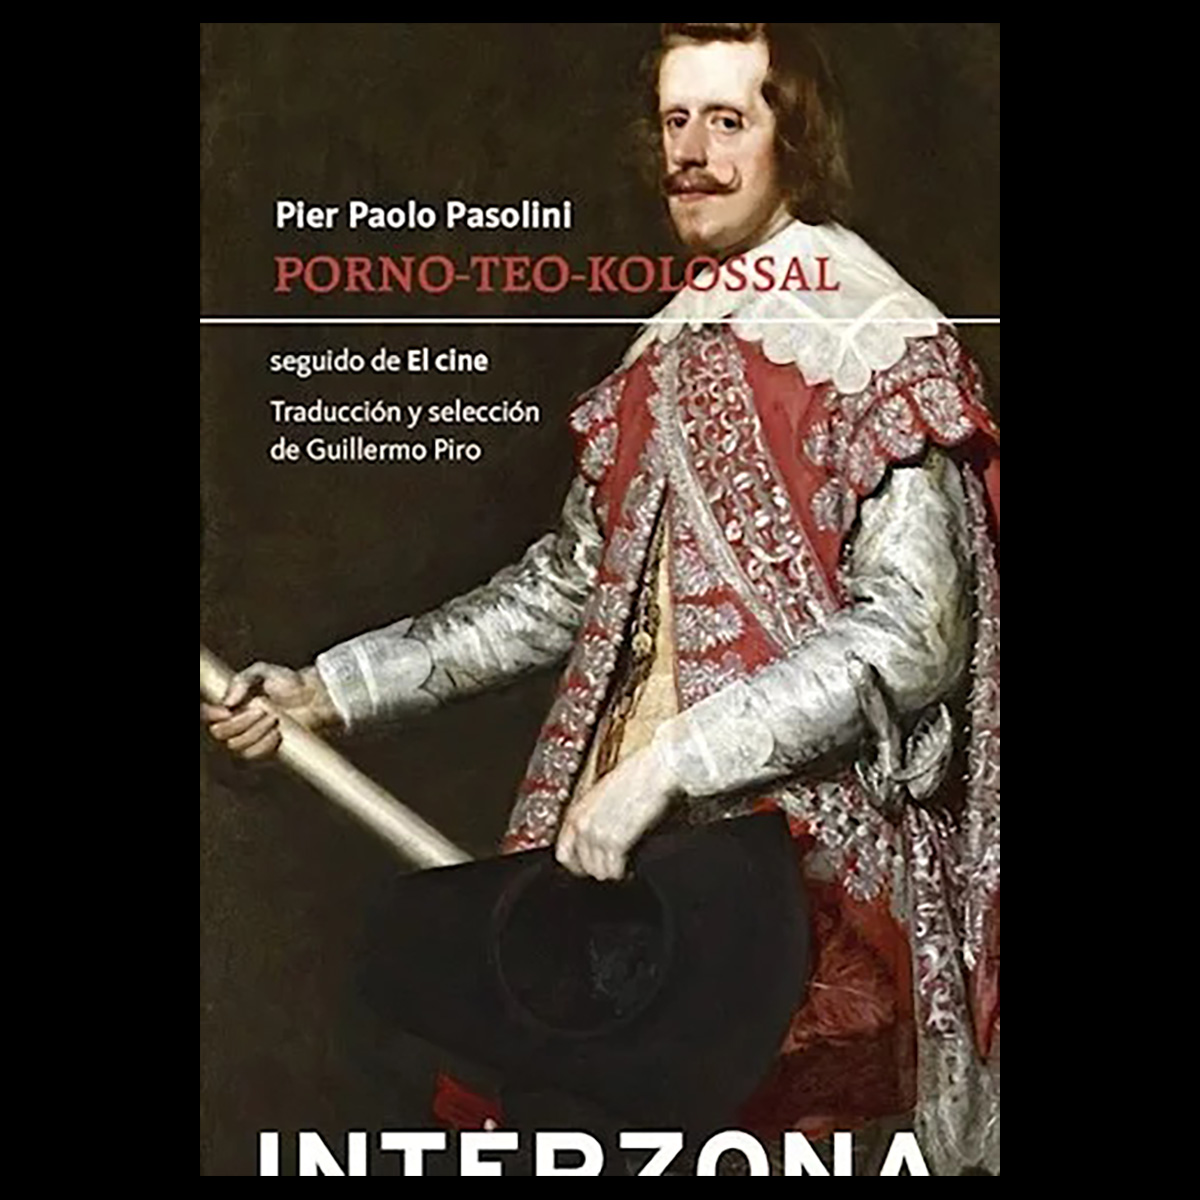 Pier Paolo Pasolini
PORNO-TEO-KOLOSSAL
seguido de El cine
Traducción y selección
de Guillermo Piro
INTERZONA